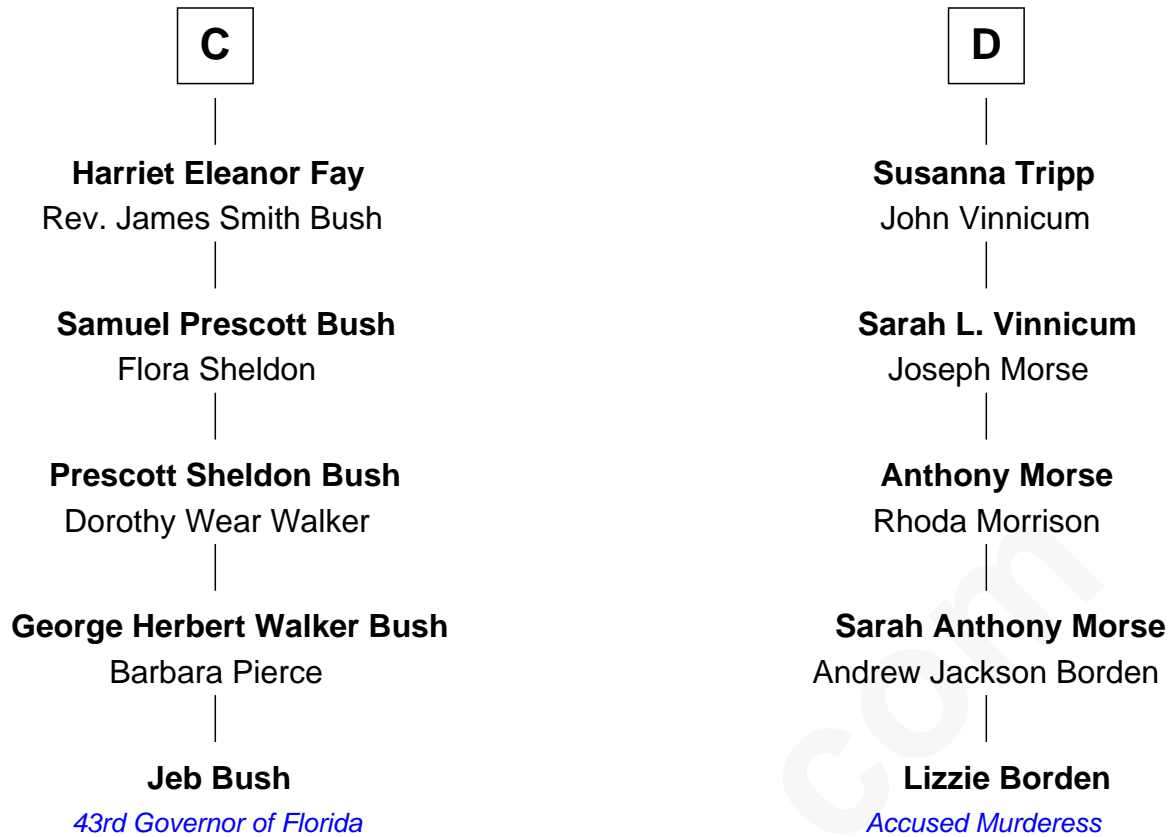 C
Harriet Eleanor Fay
Rev. James Smith Bush
Samuel Prescott Bush
Flora Sheldon
Prescott Sheldon Bush
Dorothy Wear Walker
George Herbert Walker Bush
Barbara Pierce
Jeb Bush
43rd Governor of Florida
D
Susanna Tripp
John Vinnicum
Sarah L. Vinnicum
Joseph Morse
Anthony Morse
Rhoda Morrison
Sarah Anthony Morse
Andrew Jackson Borden
Lizzie Borden
Accused Murderess
com